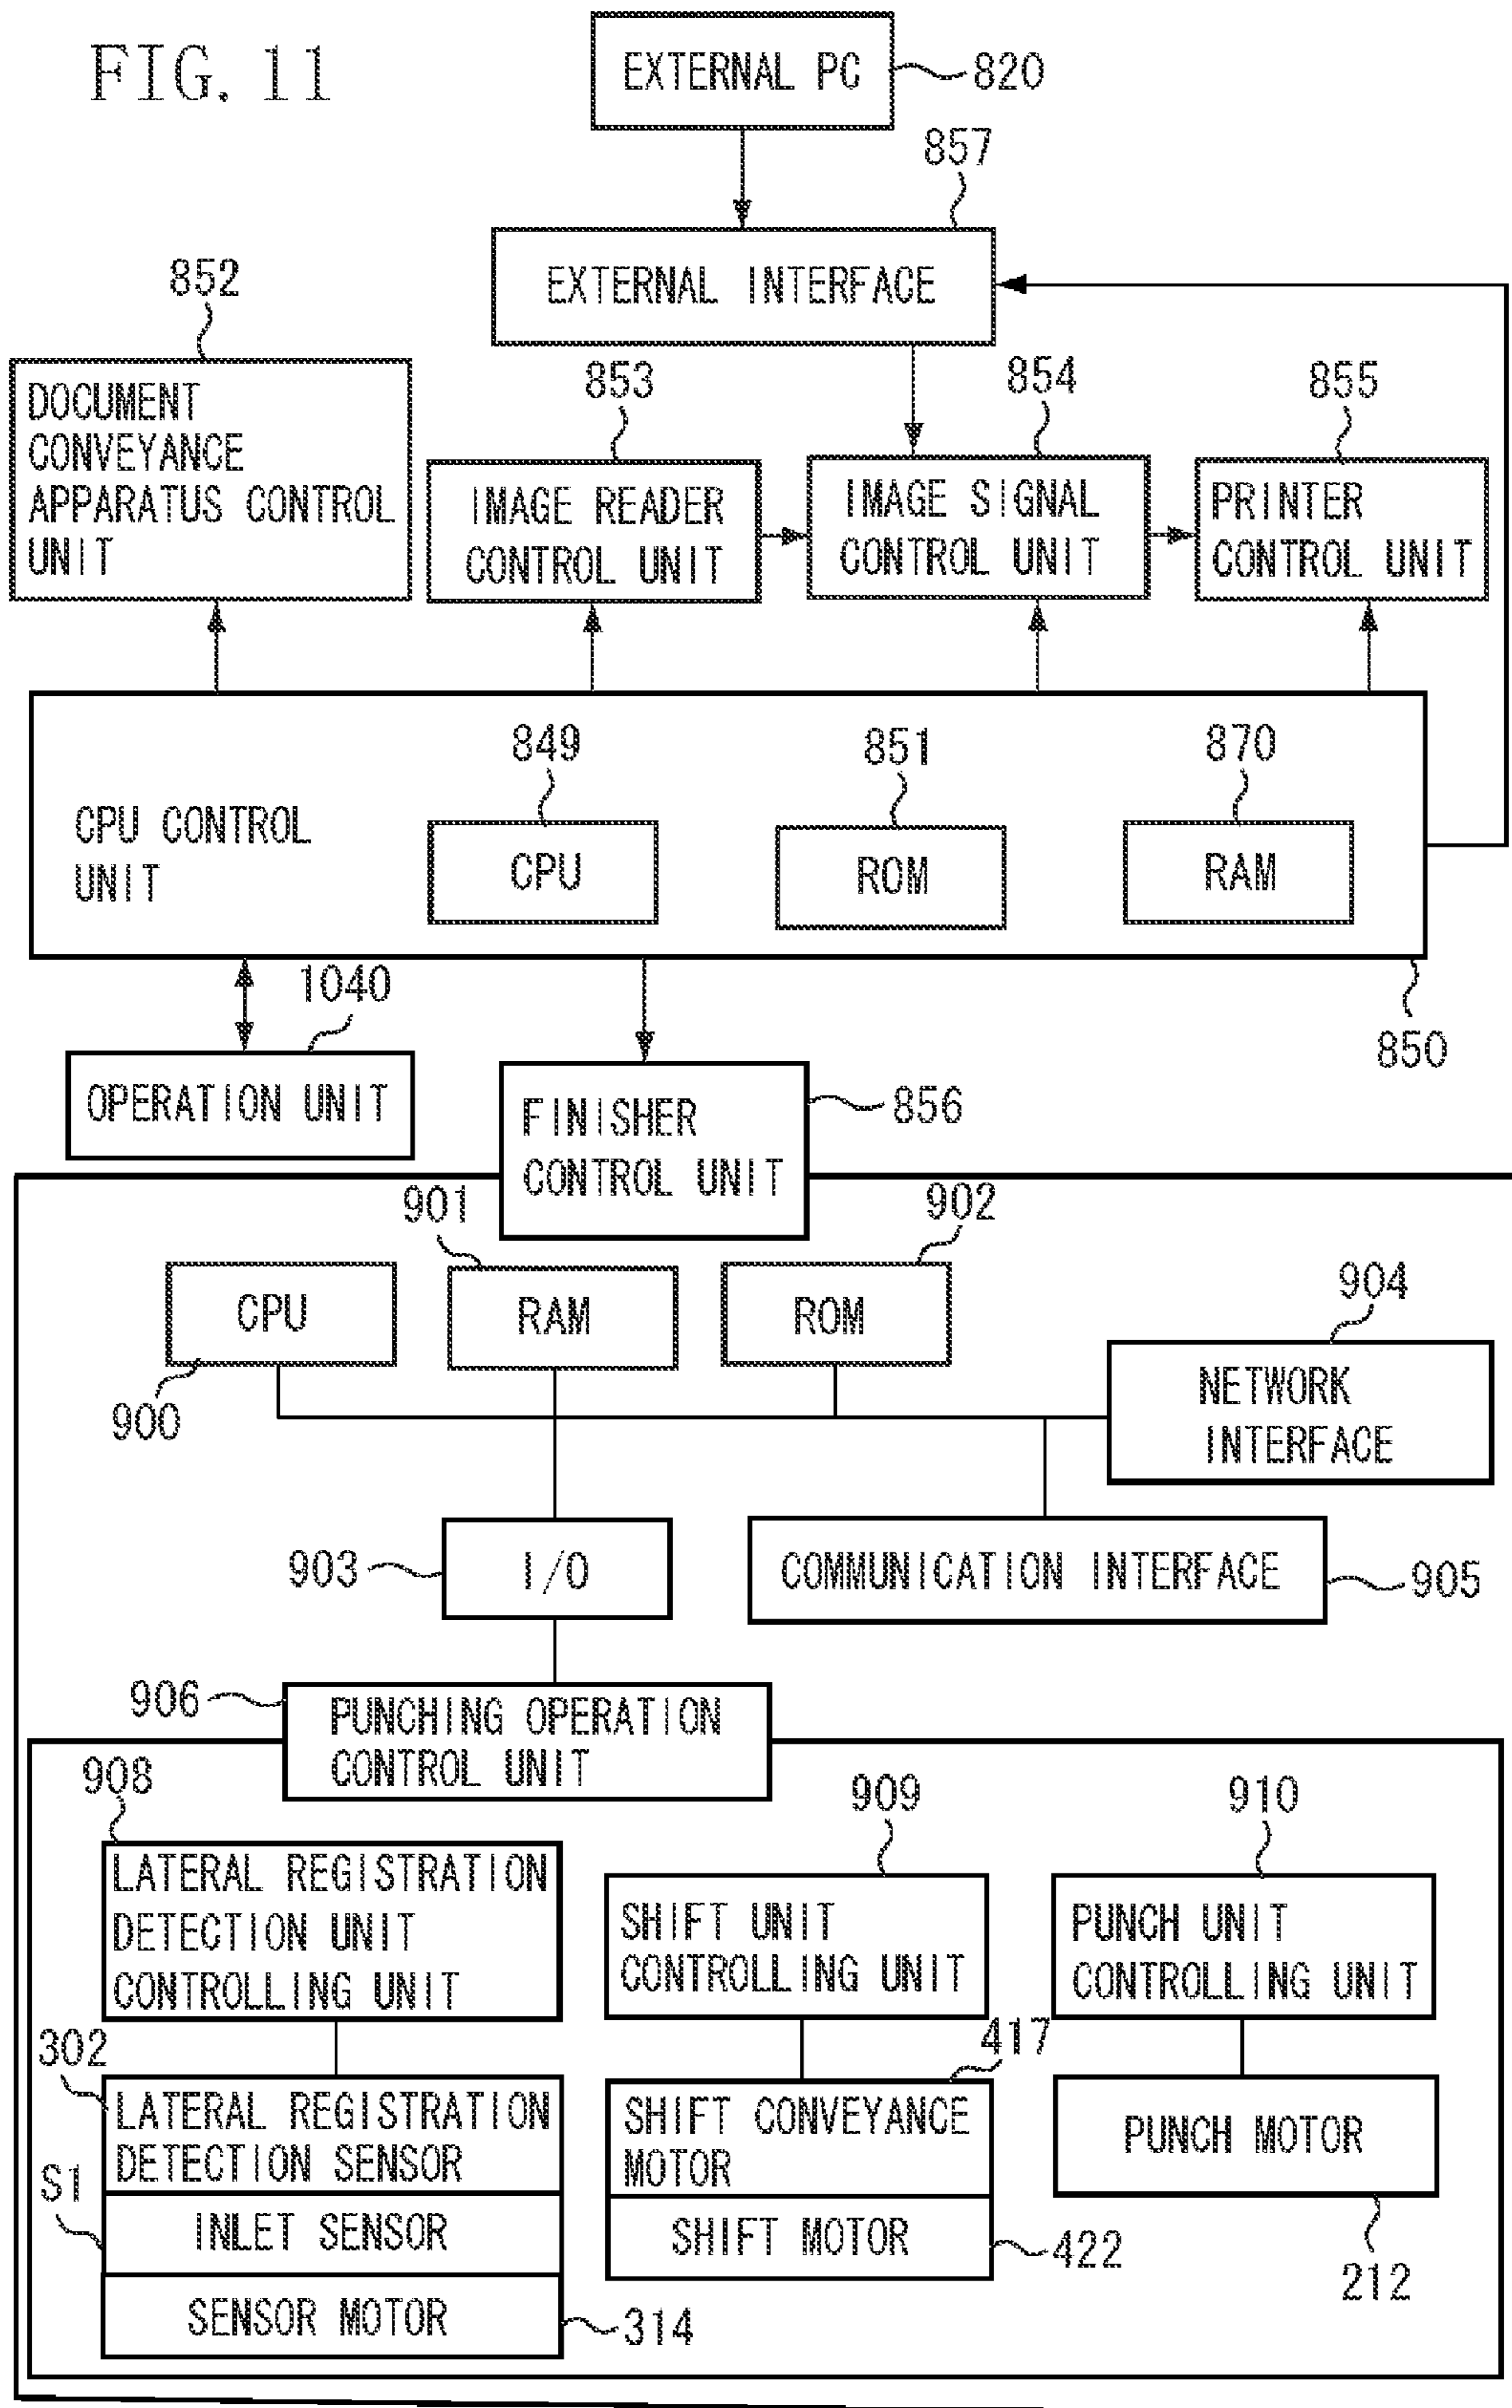 FIG. 11
EXTERNAL PC
820
857
EXTERNAL INTERFACE
852
DOCUMENT
CONVEYANCE
APPARATUS CONTROL
UNIT
853
IMAGE READER
CONTROL UNIT
854
IMAGE SIGNAL
CONTROL UNIT
855
PRINTER
CONTROL UNIT
CPU CONTROL
UNIT
849
CPU
851
ROM
870
RAM
850
1040
OPERATION UNIT
FINISHER
CONTROL UNIT
856
CPU
900
901
RAM
902
ROM
904
NETWORK
INTERFACE
903
I/O
COMMUNICATION INTERFACE
905
906
PUNCHING OPERATION
CONTROL UNIT
908
LATERAL REGISTRATION
DETECTION UNIT
CONTROLLING UNIT
909
SHIFT UNIT
CONTROLLING UNIT
910
PUNCH UNIT
CONTROLLING UNIT
302
LATERAL REGISTRATION
DETECTION SENSOR
S1
INLET SENSOR
SENSOR MOTOR
314
417
SHIFT CONVEYANCE
MOTOR
SHIFT MOTOR
422
PUNCH MOTOR
212